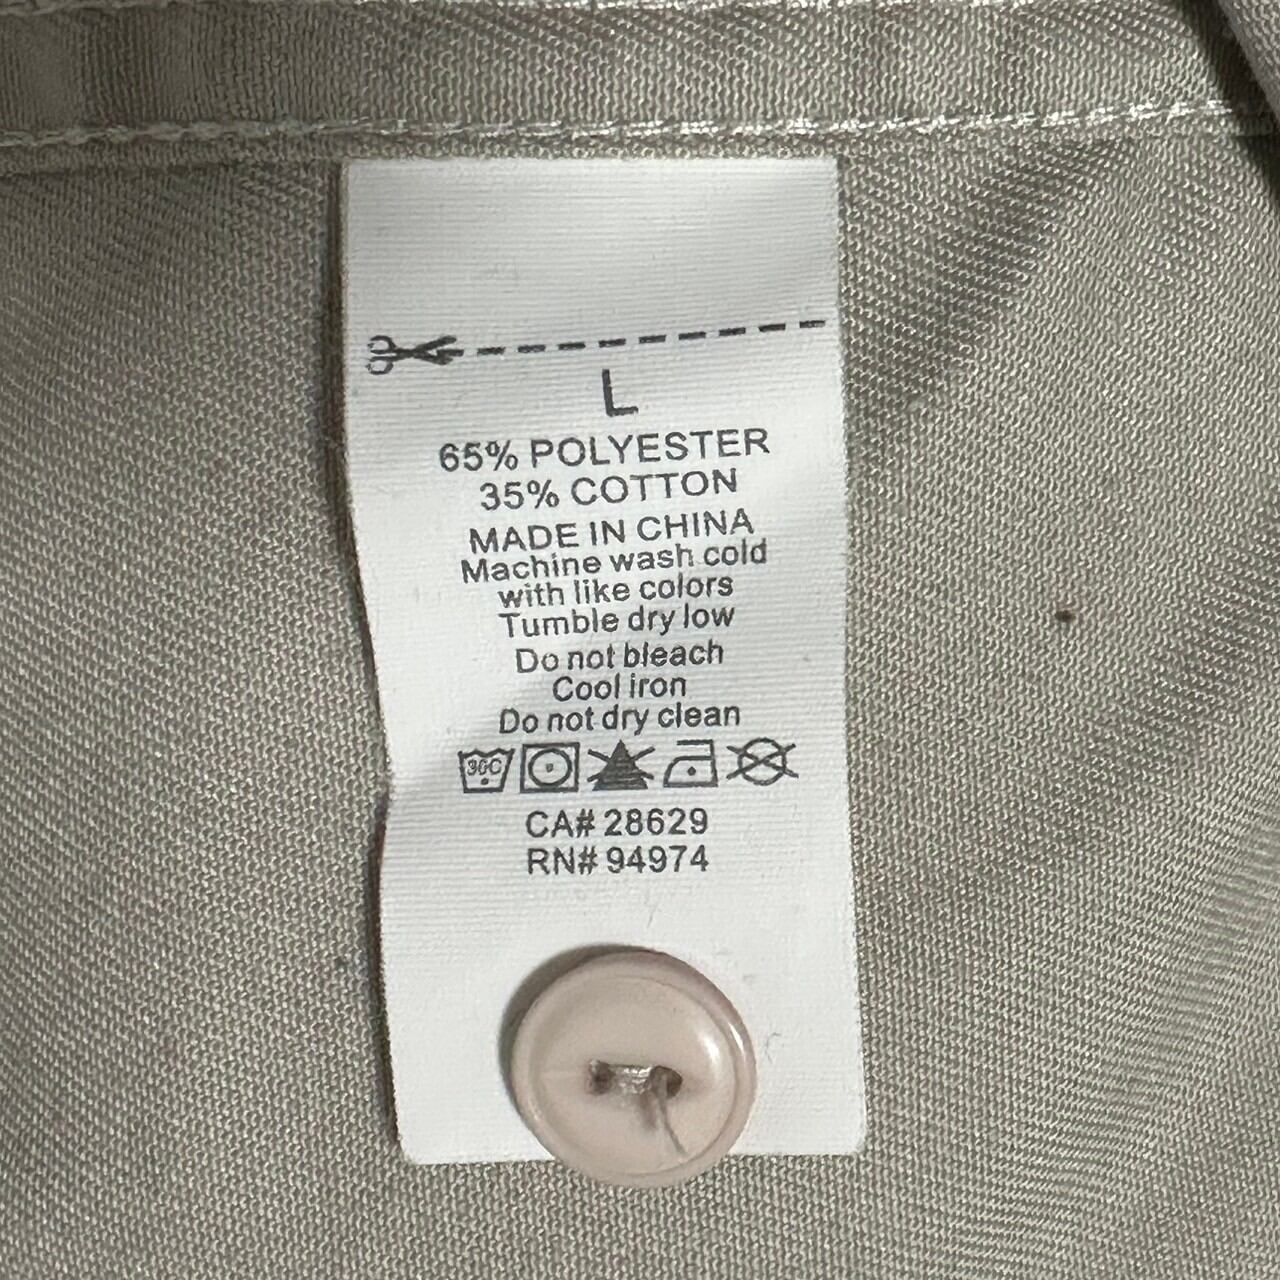 L
65% POLYESTER
35% COTTON
MADE IN CHINA
Machine wash cold
with like colors
Tumble dry low
Do not bleach
Cool iron
Do not dry clean
30C
CA# 28629
RN# 94974